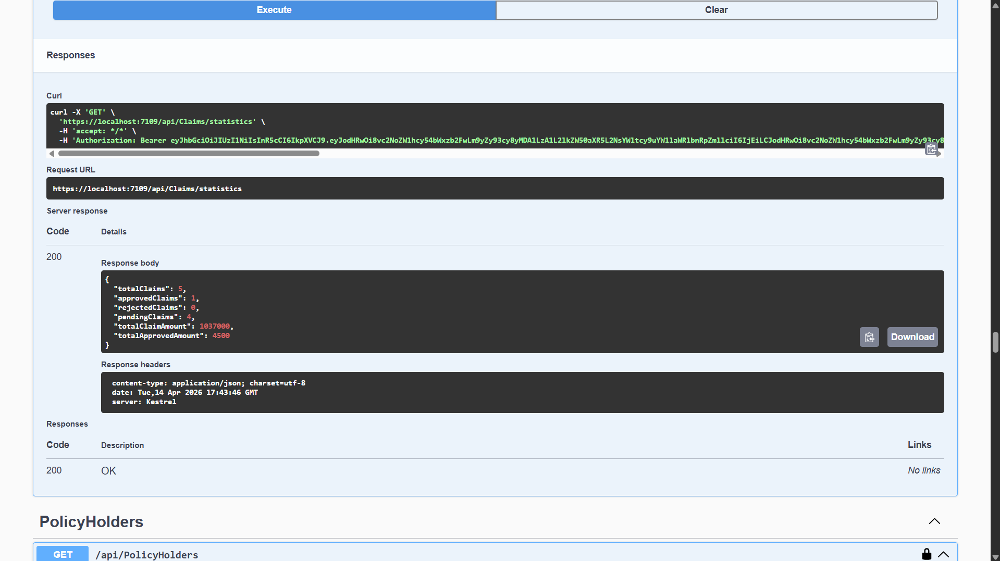 Execute
Clear
Responses
Curl
curl -X 'GET' \
'https://localhost:7109/api/Claims/statistics' \
-H 'accept: */*' \
-H 'Authorization: Bearer eyJhbGciOiJIUzI1NiIsInR5cCI6IkpXVCJ9.eyJodHRwOi8vc2NoZW1hcy54bWxzb2FwLm9yZy93cy8yMDA1LzA1L2lkZW50aXR5L2NsYWltcy9uYW1laWRlbnRpZmllciI6IjEiLCJodHRwOi8vc2NoZW1hcy54bWxzb2FwLm9yZy93cy8
Request URL
https://localhost:7109/api/Claims/statistics
Server response
Code
Details
200
Response body
{
"totalClaims": 5,
"approvedClaims": 1,
"rejectedClaims": 0,
"pendingClaims": 4,
"totalClaimAmount": 1037000,
"totalApprovedAmount": 4500
}
Download
Response headers
content-type: application/json; charset=utf-8
date: Tue,14 Apr 2026 17:43:46 GMT
server: Kestrel
Responses
Code
Description
Links
200
OK
No links
PolicyHolders
GET
/api/PolicyHolders